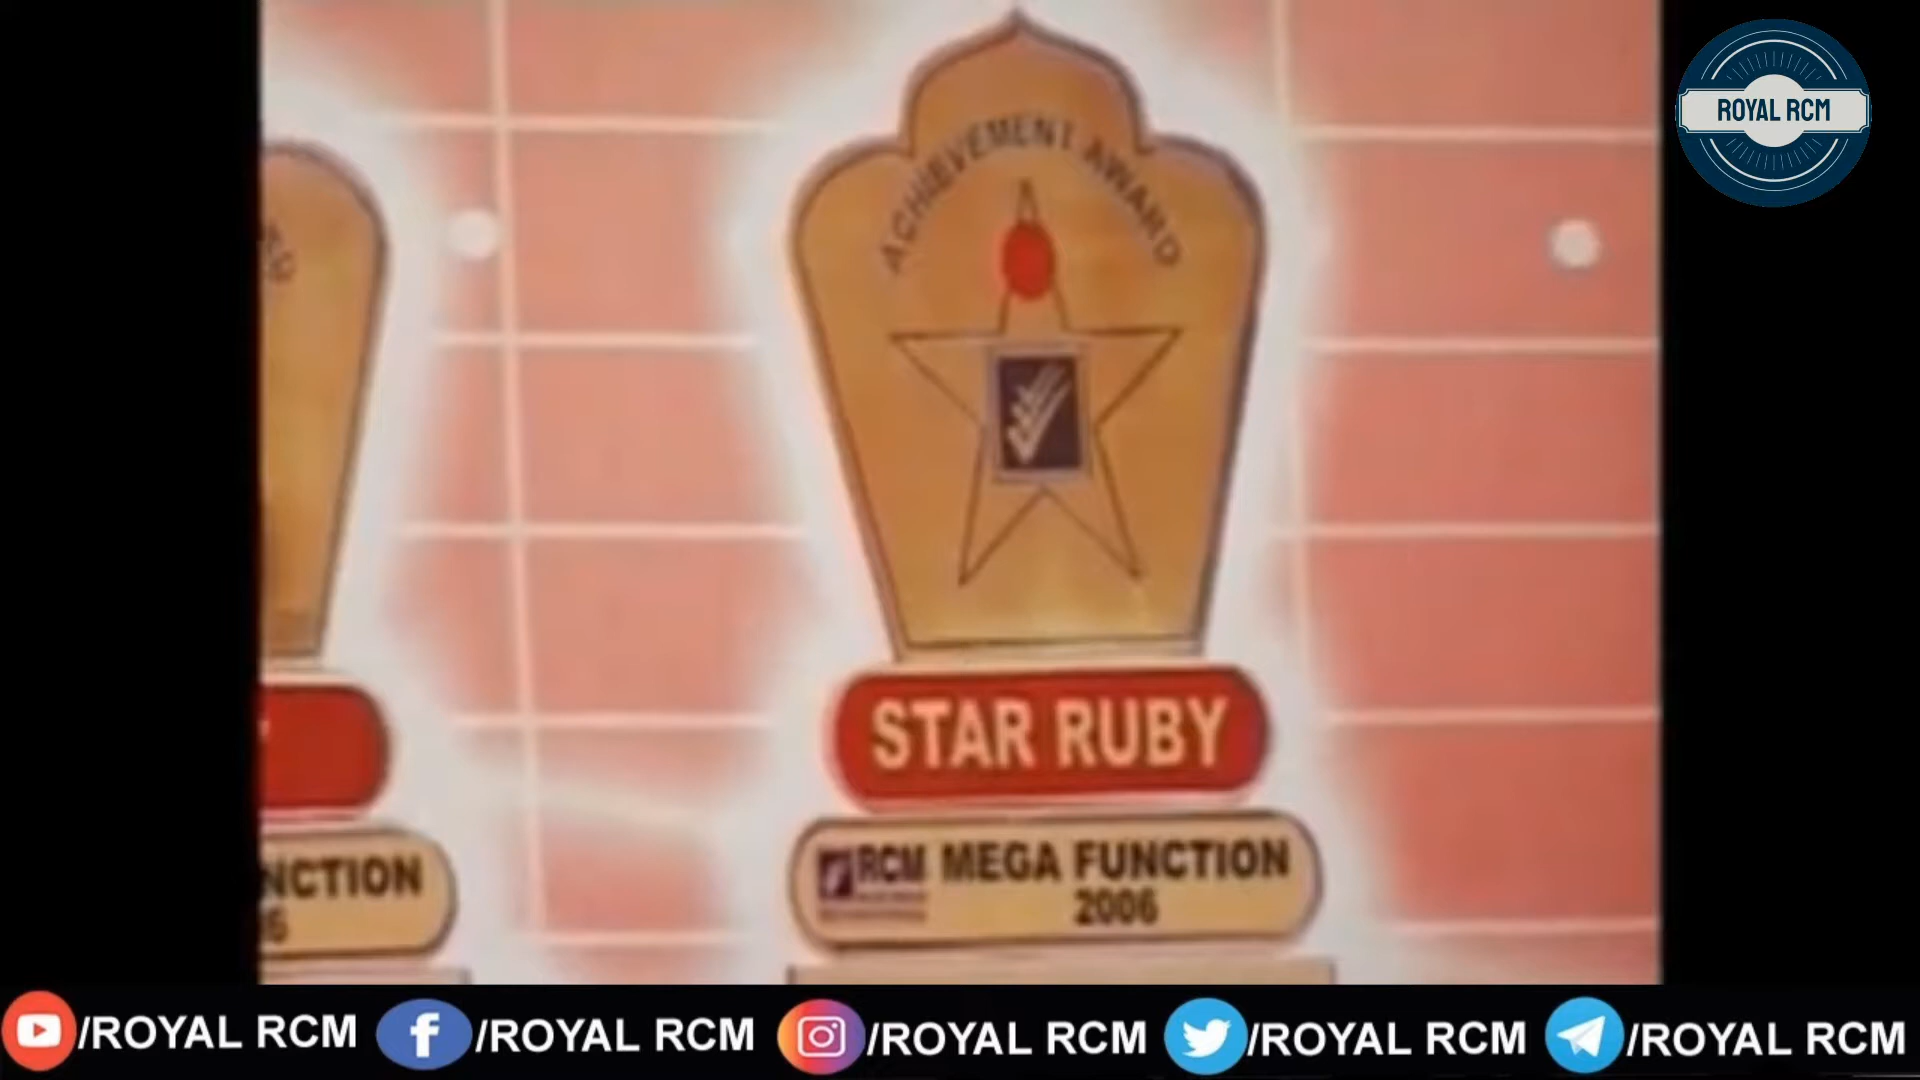 ROYAL RCM
ACHIEVEMENT AWARD
STAR RUBY
RCM MEGA FUNCTION
2006
NCTION
6
/ROYAL RCM /ROYAL RCM /ROYAL RCM /ROYAL RCM /ROYAL RCM